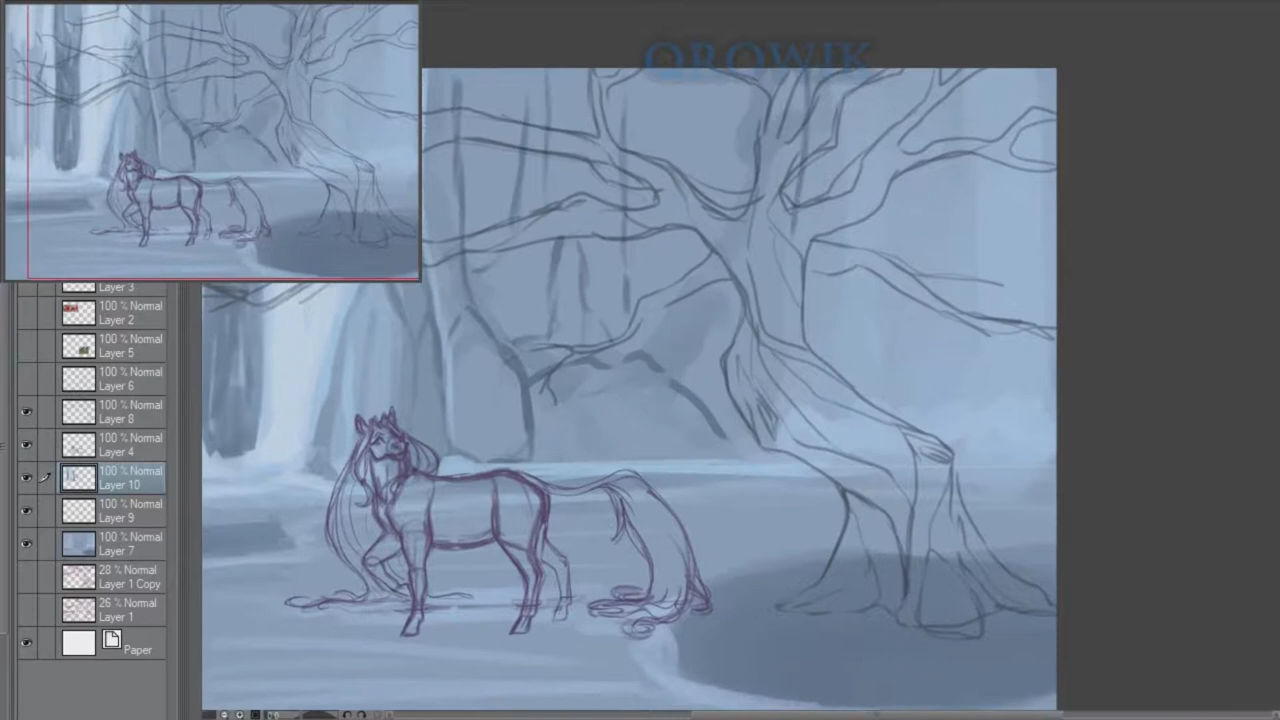 QROWIK
Layer 3
100 % Normal
Layer 2
100 % Normal
Layer 5
100 % Normal
Layer 6
100 % Normal
Layer 8
100 % Normal
Layer 4
100 % Normal
Layer 10
100 % Normal
Layer 9
100 % Normal
Layer 7
28 % Normal
Layer 1 Copy
26 % Normal
Layer 1
Paper